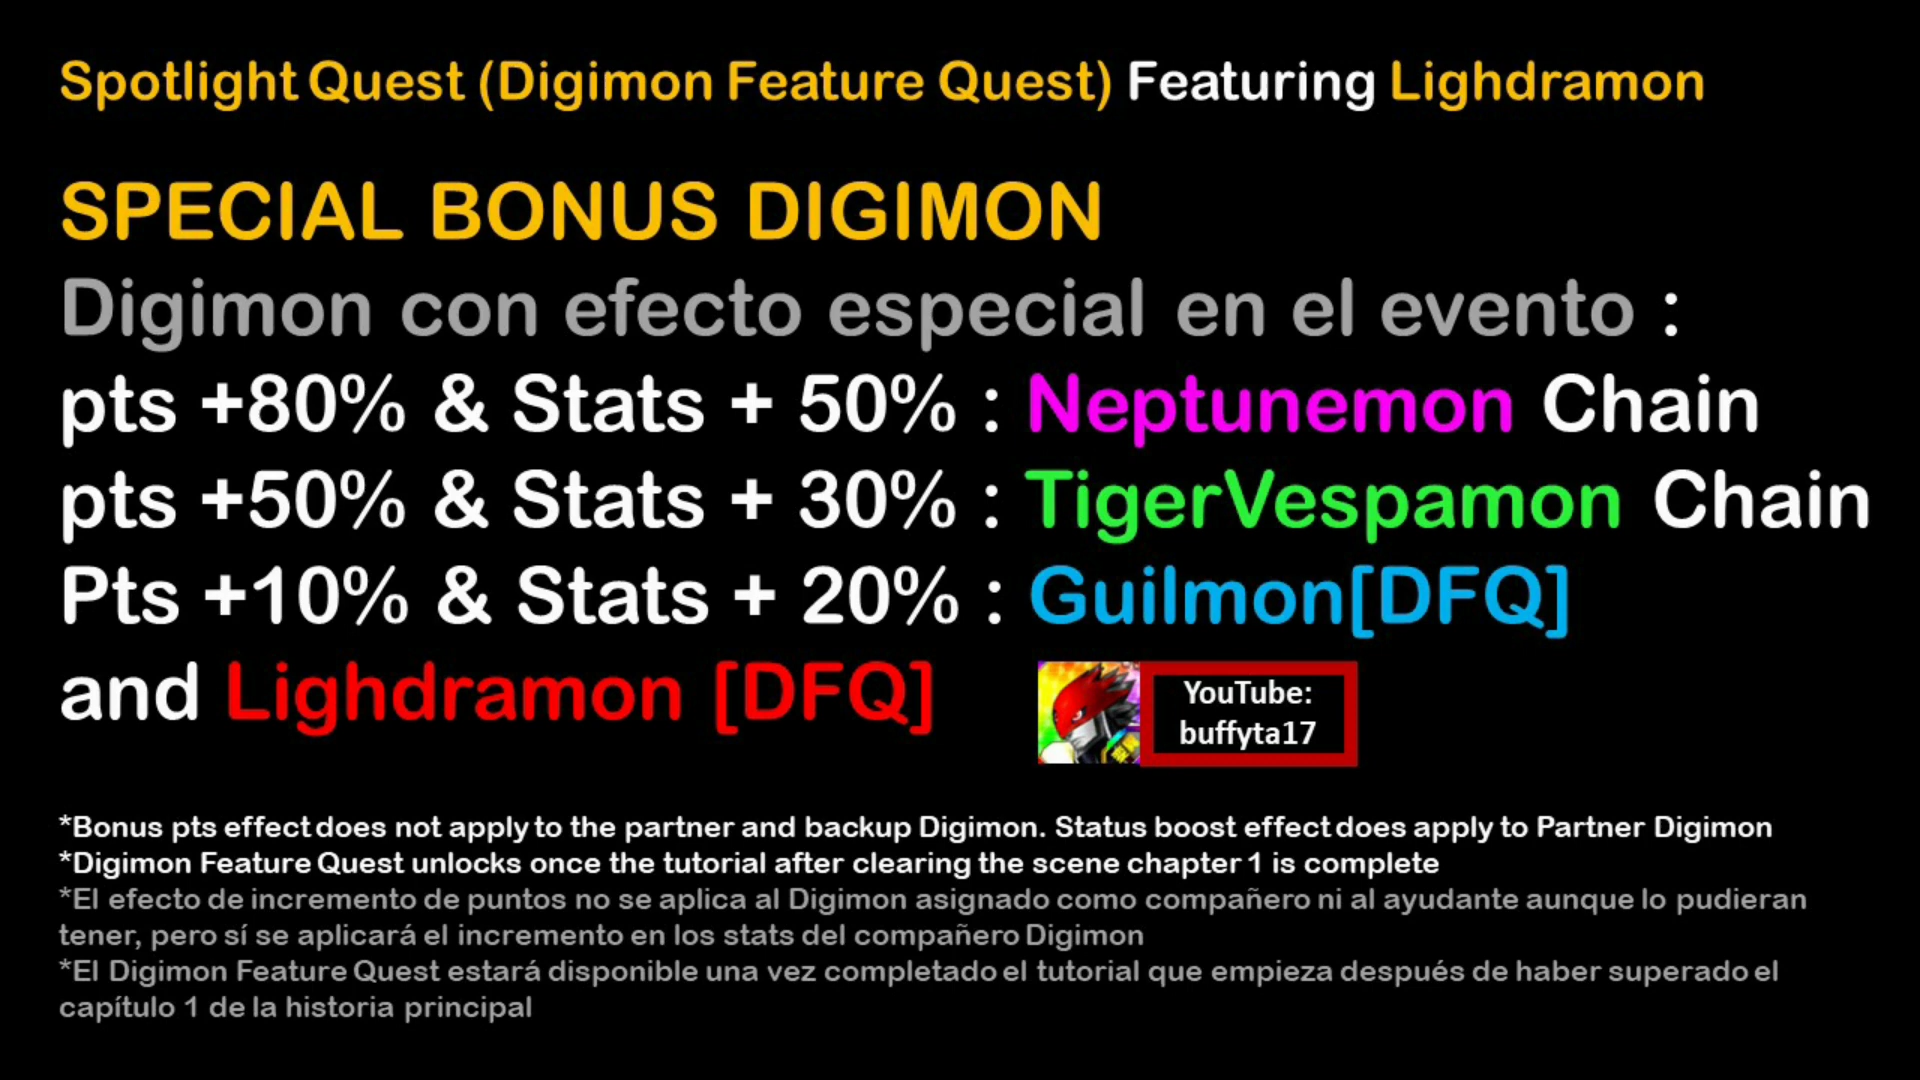 Spotlight Quest (Digimon Feature Quest) Featuring Lighdramon
SPECIAL BONUS DIGIMON
Digimon con efecto especial en el evento :
pts +80% & Stats + 50% : Neptunemon Chain
pts +50% & Stats + 30% : TigerVespamon Chain
Pts +10% & Stats + 20% : Guilmon[DFQ]
and Lighdramon [DFQ]
YouTube:
buffyta17
*Bonus pts effect does not apply to the partner and backup Digimon. Status boost effect does apply to Partner Digimon
*Digimon Feature Quest unlocks once the tutorial after clearing the scene chapter 1 is complete
*El efecto de incremento de puntos no se aplica al Digimon asignado como compañero ni al ayudante aunque lo pudieran
tener, pero sí se aplicará el incremento en los stats del compañero Digimon
*El Digimon Feature Quest estará disponible una vez completado el tutorial que empieza después de haber superado el
capítulo 1 de la historia principal